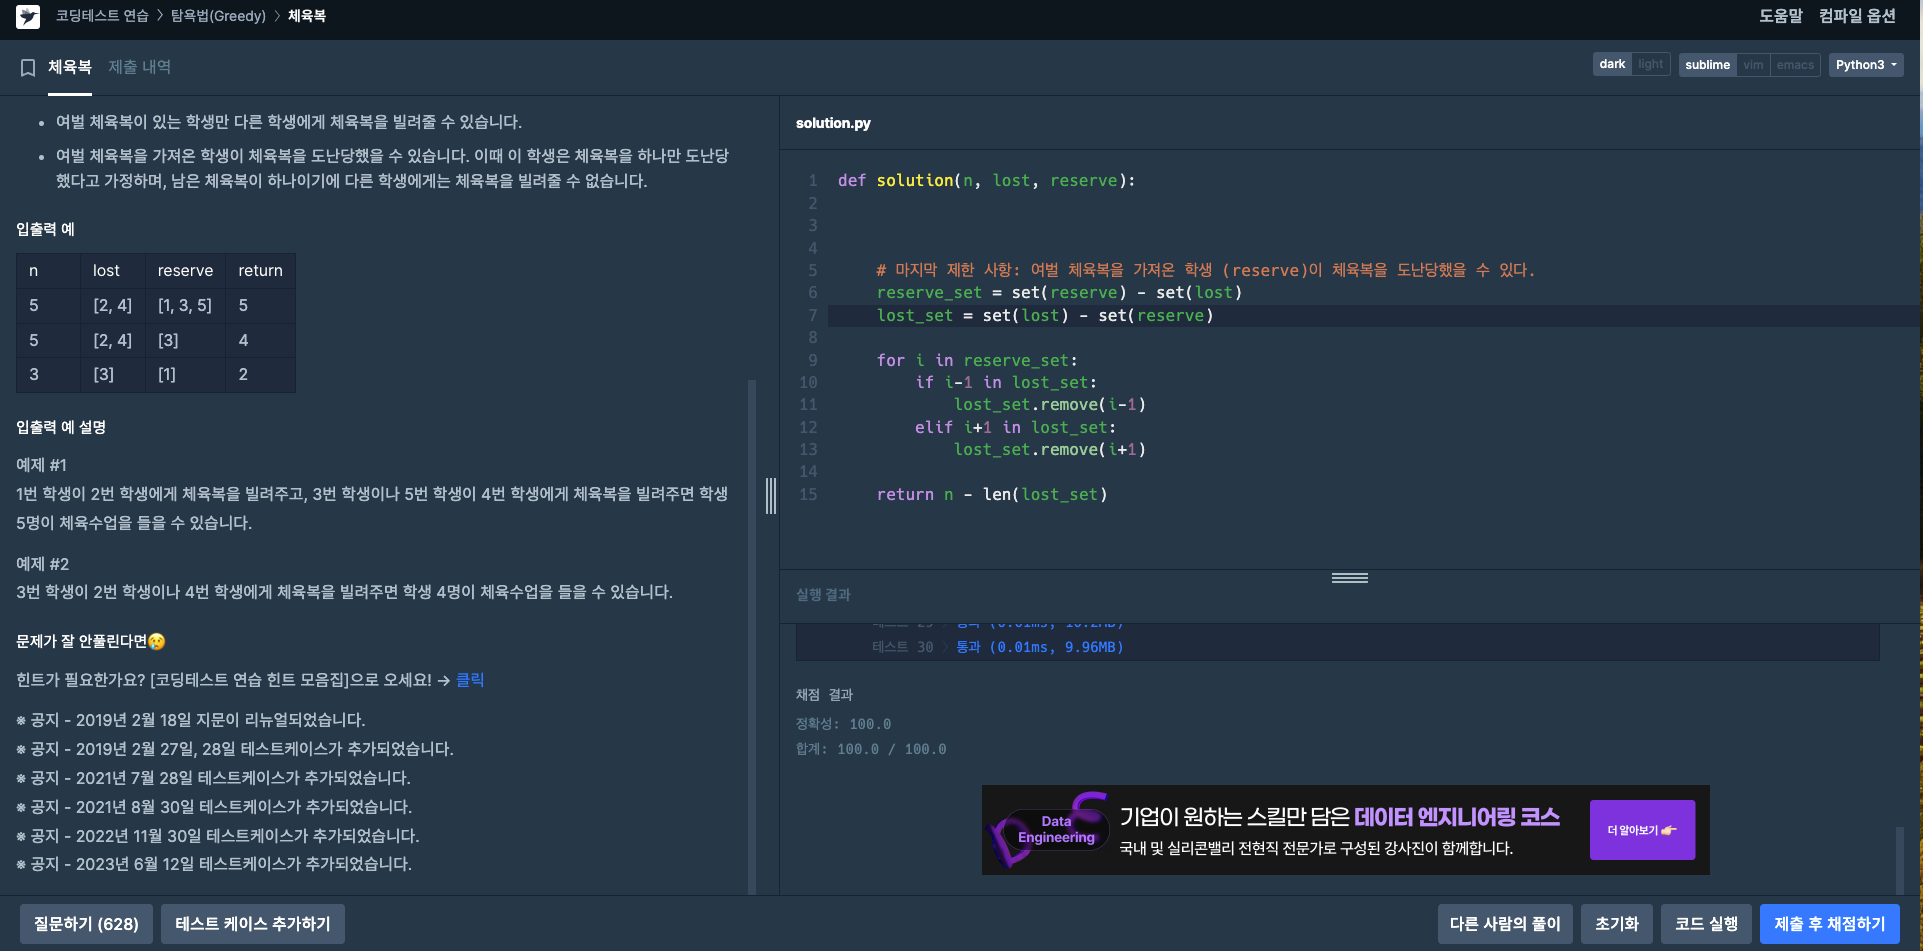 코딩테스트 연습 > 탐욕법(Greedy) > 체육복
도움말 컴파일 옵션
체육복 제출 내역
dark light sublime vim emacs Python3
• 여벌 체육복이 있는 학생만 다른 학생에게 체육복을 빌려줄 수 있습니다.
• 여벌 체육복을 가져온 학생이 체육복을 도난당했을 수 있습니다. 이때 이 학생은 체육복을 하나만 도난당
했다고 가정하며, 남은 체육복이 하나이기에 다른 학생에게는 체육복을 빌려줄 수 없습니다.
입출력 예
n lost reserve return
5 [2, 4] [1, 3, 5] 5
5 [2, 4] [3] 4
3 [3] [1] 2
입출력 예 설명
예제 #1
1번 학생이 2번 학생에게 체육복을 빌려주고, 3번 학생이나 5번 학생이 4번 학생에게 체육복을 빌려주면 학생
5명이 체육수업을 들을 수 있습니다.
예제 #2
3번 학생이 2번 학생이나 4번 학생에게 체육복을 빌려주면 학생 4명이 체육수업을 들을 수 있습니다.
문제가 잘 안풀린다면😢
힌트가 필요한가요? [코딩테스트 연습 힌트 모음집]으로 오세요! → 클릭
※ 공지 - 2019년 2월 18일 지문이 리뉴얼되었습니다.
※ 공지 - 2019년 2월 27일, 28일 테스트케이스가 추가되었습니다.
※ 공지 - 2021년 7월 28일 테스트케이스가 추가되었습니다.
※ 공지 - 2021년 8월 30일 테스트케이스가 추가되었습니다.
※ 공지 - 2022년 11월 30일 테스트케이스가 추가되었습니다.
※ 공지 - 2023년 6월 12일 테스트케이스가 추가되었습니다.
solution.py
1 def solution(n, lost, reserve):
2
3
4
5 # 마지막 제한 사항: 여벌 체육복을 가져온 학생 (reserve)이 체육복을 도난당했을 수 있다.
6 reserve_set = set(reserve) - set(lost)
7 lost_set = set(lost) - set(reserve)
8
9 for i in reserve_set:
10 if i-1 in lost_set:
11 lost_set.remove(i-1)
12 elif i+1 in lost_set:
13 lost_set.remove(i+1)
14
15 return n - len(lost_set)
실행 결과
테스트 29 > 통과 (0.01ms, 10.2MB)
테스트 30 > 통과 (0.01ms, 9.96MB)
채점 결과
정확성: 100.0
합계: 100.0 / 100.0
Data
Engineering
기업이 원하는 스킬만 담은 데이터 엔지니어링 코스
국내 및 실리콘밸리 전현직 전문가로 구성된 강사진이 함께합니다.
더 알아보기 👉
질문하기 (628) 테스트 케이스 추가하기
다른 사람의 풀이 초기화 코드 실행 제출 후 채점하기